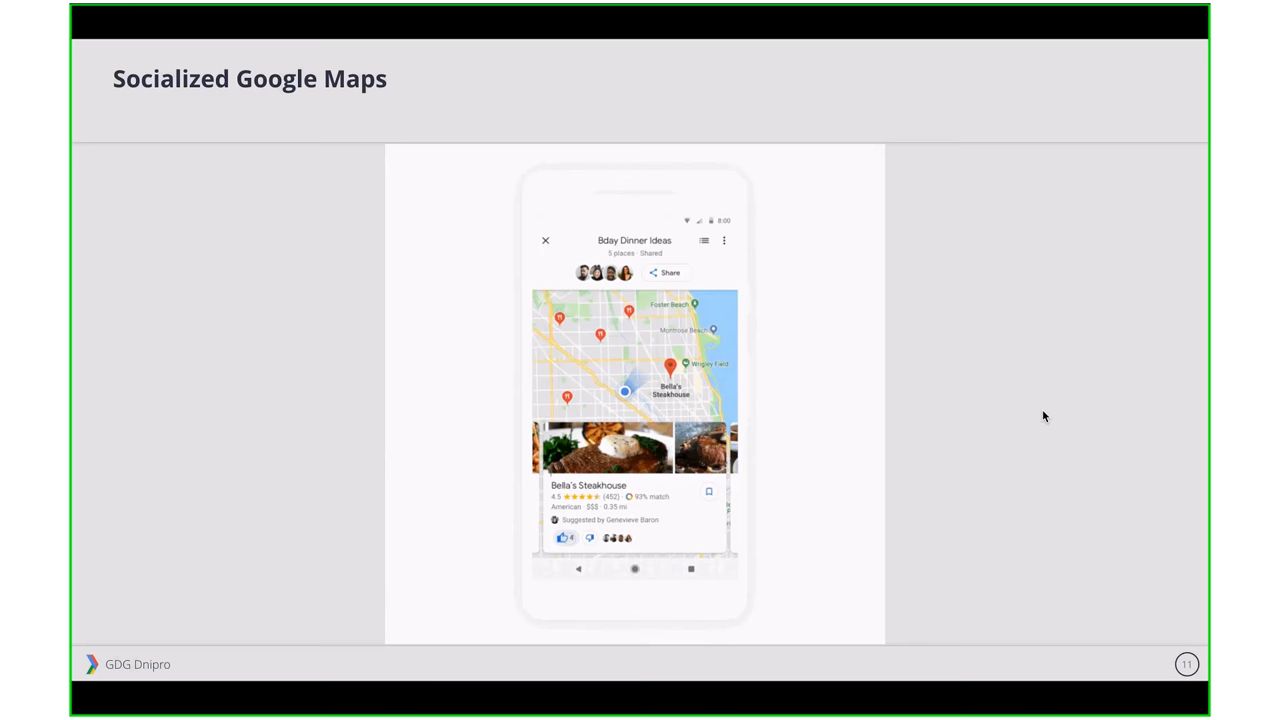 Socialized Google Maps
8:00
Bday Dinner Ideas
5 places · Shared
Share
Foster Beach
Montrose Beach
Wrigley Field
Bella's
Steakhouse
Bella's Steakhouse
4.5 (452) · 93% match
American · $$$ · 0.35 mi
Suggested by Genevieve Baron
4
GDG Dnipro
11